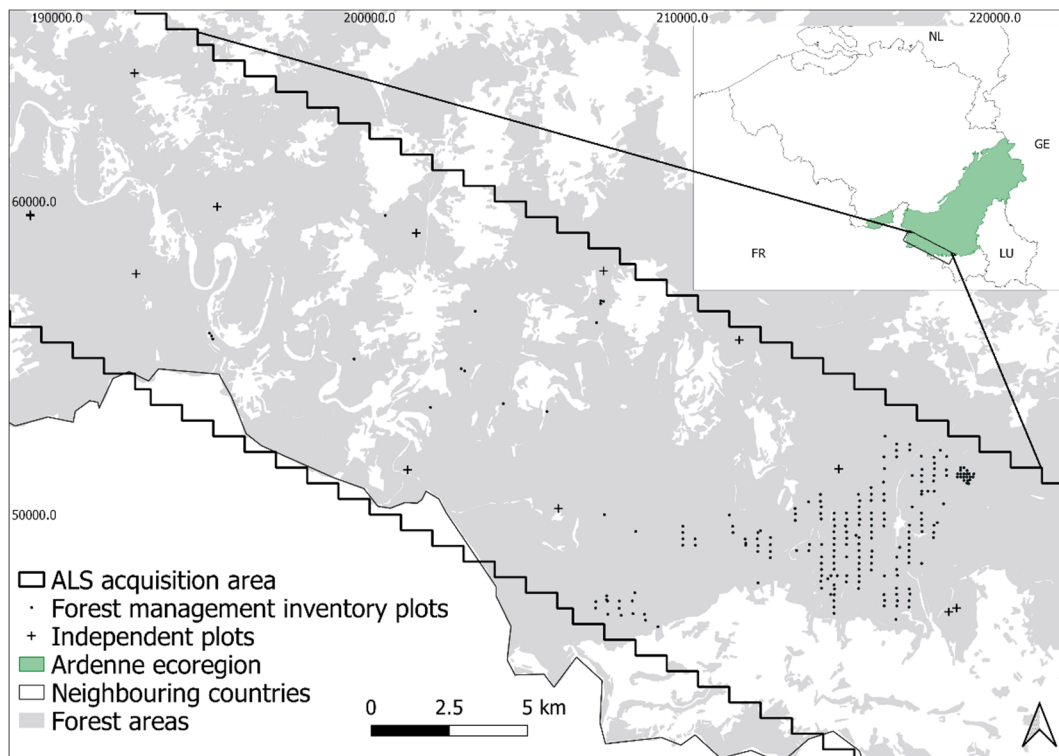 190000.0 200000.0 210000.0 220000.0
NL
GE
60000.0
FR
LU
50000.0
ALS acquisition area
Forest management inventory plots
Independent plots
Ardenne ecoregion
Neighbouring countries
Forest areas
0 2.5 5 km